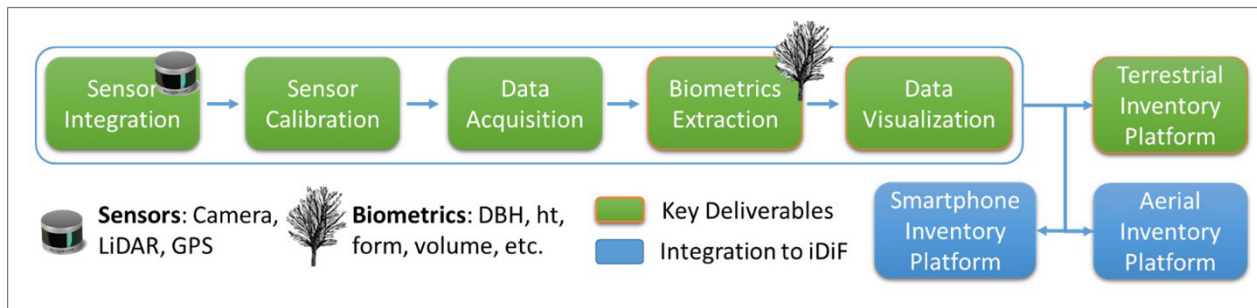 Sensor
Integration
Sensor
Calibration
Data
Acquisition
Biometrics
Extraction
Data
Visualization
Terrestrial
Inventory
Platform
Sensors: Camera,
LiDAR, GPS
Biometrics: DBH, ht,
form, volume, etc.
Key Deliverables
Integration to iDiF
Smartphone
Inventory
Platform
Aerial
Inventory
Platform